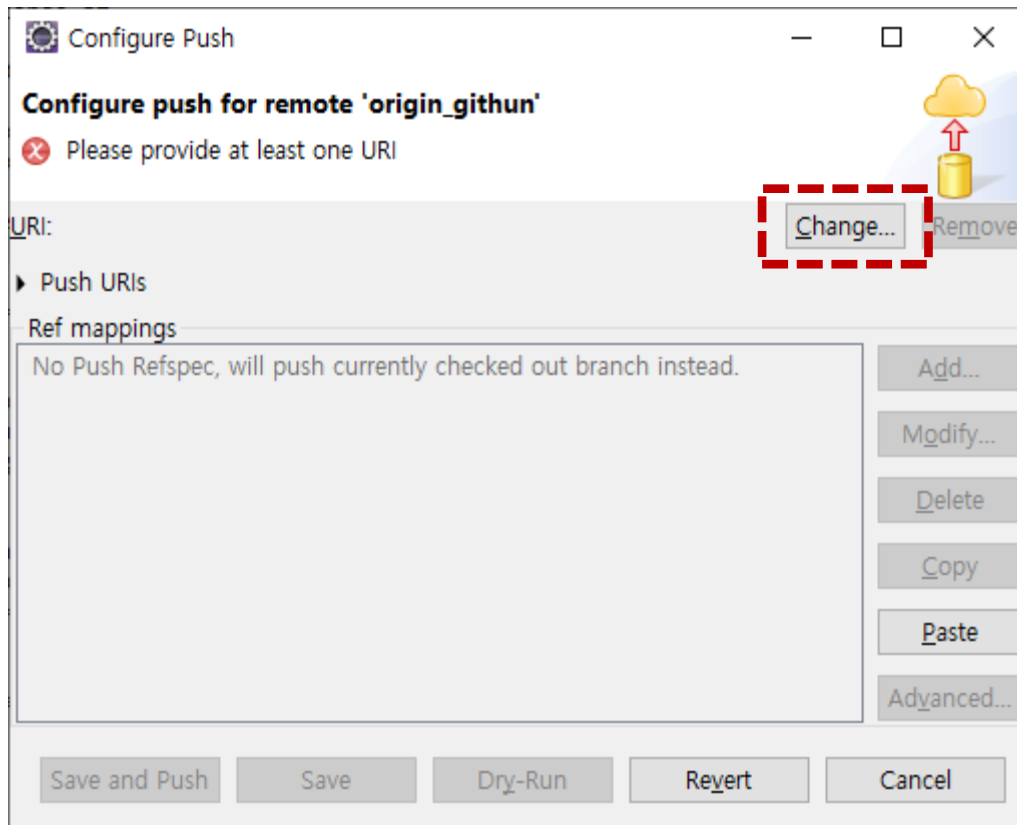 Configure Push
Configure push for remote 'origin_githun'
Please provide at least one URI
URI:
Change...
Remove
Push URIs
Ref mappings
No Push Refspec, will push currently checked out branch instead.
Add...
Modify...
Delete
Copy
Paste
Advanced...
Save and Push
Save
Dry-Run
Revert
Cancel